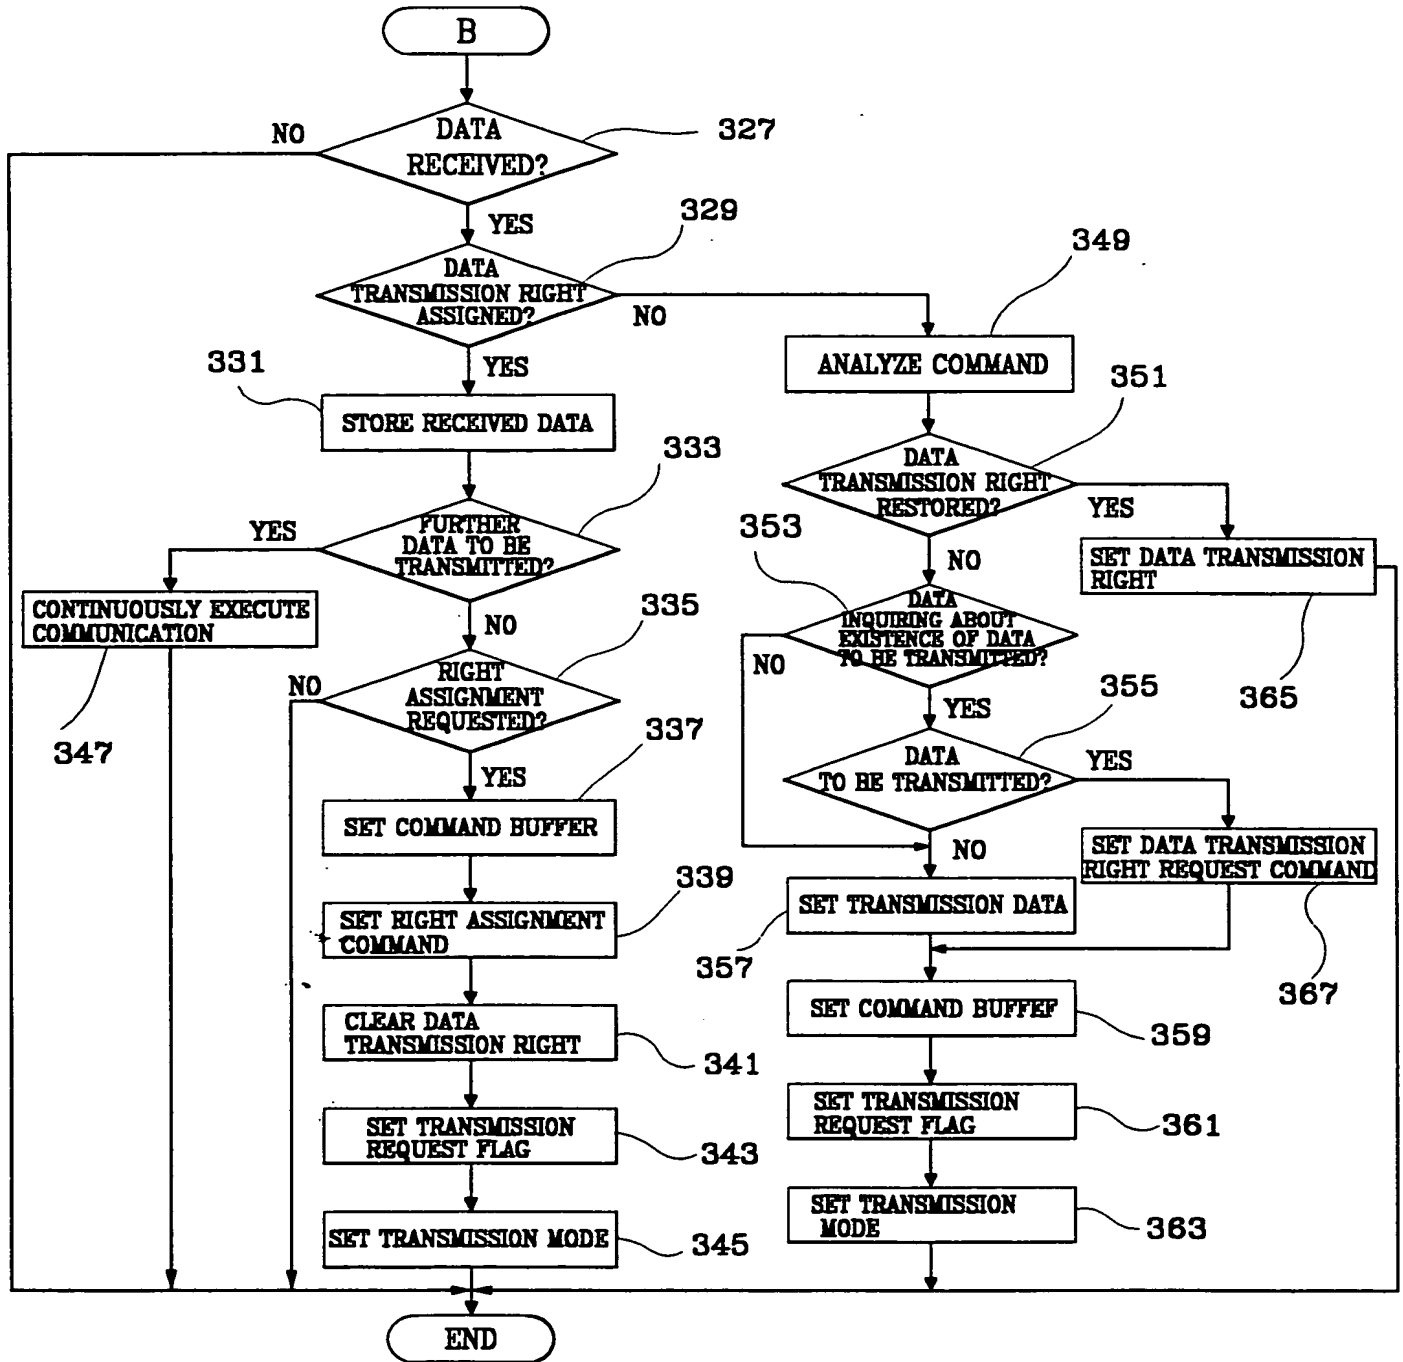 B
DATA
RECEIVED?
327
NO
YES
DATA
TRANSMISSION RIGHT
ASSIGNED?
329
NO
YES
331
STORE RECEIVED DATA
FURTHER
DATA TO BE
TRANSMITTED?
333
YES
NO
CONTINUOUSLY EXECUTE
COMMUNICATION
347
RIGHT
ASSIGNMENT
REQUESTED?
335
NO
YES
337
SET COMMAND BUFFER
339
SET RIGHT ASSIGNMENT
COMMAND
CLEAR DATA
TRANSMISSION RIGHT
341
SET TRANSMISSION
REQUEST FLAG
343
SET TRANSMISSION MODE
345
349
ANALYZE COMMAND
351
DATA
TRANSMISSION RIGHT
RESTORED?
YES
NO
SET DATA TRANSMISSION
RIGHT
365
353
DATA
INQUIRING ABOUT
EXISTENCE OF DATA
TO BE TRANSMITTED?
NO
YES
355
DATA
TO BE TRANSMITTED?
YES
NO
SET DATA TRANSMISSION
RIGHT REQUEST COMMAND
367
SET TRANSMISSION DATA
357
SET COMMAND BUFFEF
359
SET TRANSMISSION
REQUEST FLAG
361
SET TRANSMISSION
MODE
363
END